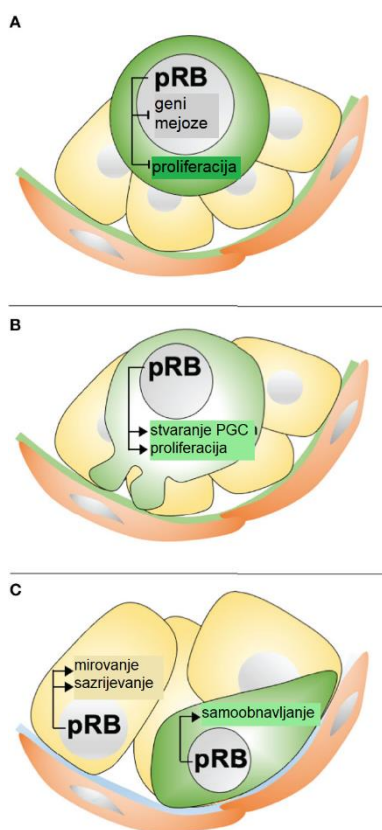 A
pRB
geni
mejoze
proliferacija
B
pRB
stvaranje PGC
proliferacija
C
mirovanje
sazrijevanje
pRB
samoobnavljanje
pRB